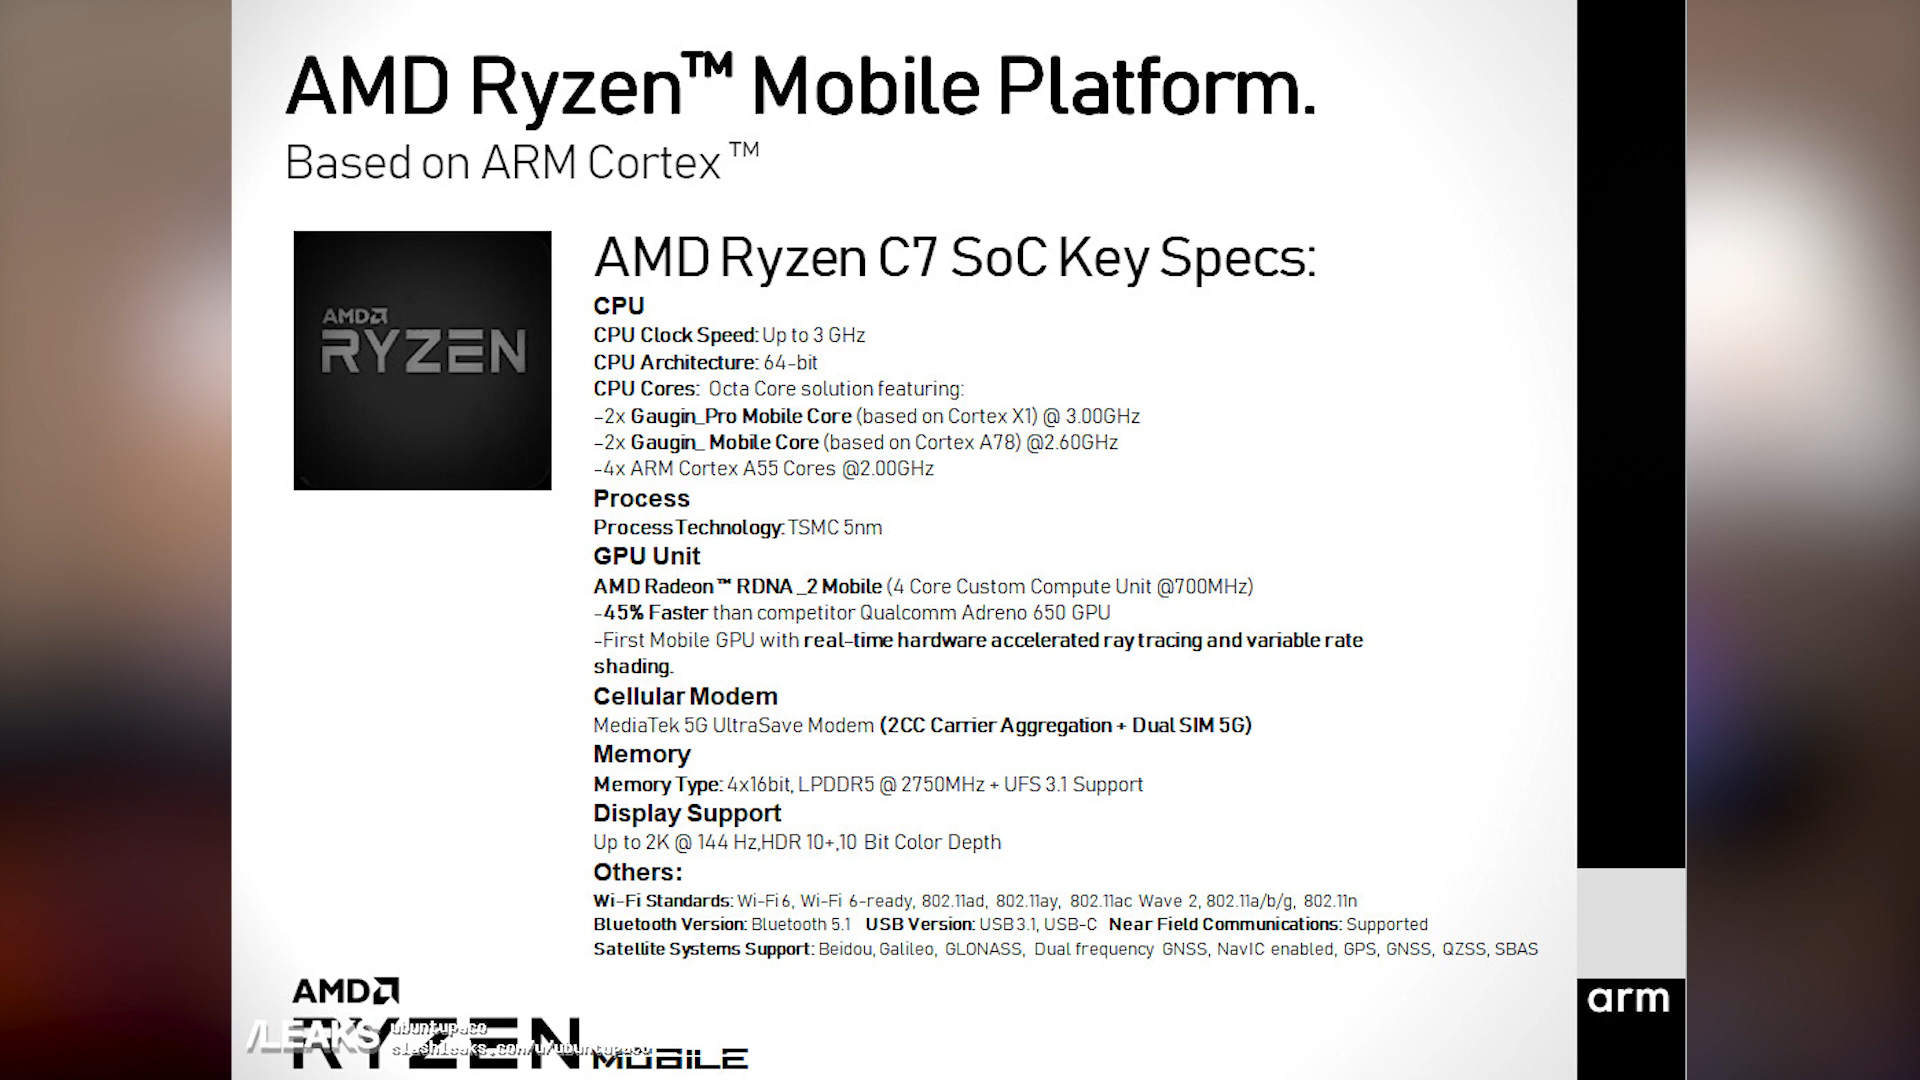 AMD Ryzen™ Mobile Platform.
Based on ARM Cortex™
AMD
RYZEN
AMD Ryzen C7 SoC Key Specs:
CPU
CPU Clock Speed: Up to 3 GHz
CPU Architecture: 64-bit
CPU Cores: Octa Core solution featuring:
-2x Gaugin_Pro Mobile Core (based on Cortex X1) @ 3.00GHz
-2x Gaugin_ Mobile Core (based on Cortex A78) @2.60GHz
-4x ARM Cortex A55 Cores @2.00GHz
Process
Process Technology: TSMC 5nm
GPU Unit
AMD Radeon™ RDNA_2 Mobile (4 Core Custom Compute Unit @700MHz)
-45% Faster than competitor Qualcomm Adreno 650 GPU
-First Mobile GPU with real-time hardware accelerated ray tracing and variable rate
shading.
Cellular Modem
MediaTek 5G UltraSave Modem (2CC Carrier Aggregation + Dual SIM 5G)
Memory
Memory Type: 4x16bit, LPDDR5 @ 2750MHz + UFS 3.1 Support
Display Support
Up to 2K @ 144 Hz,HDR 10+,10 Bit Color Depth
Others:
Wi-Fi Standards: Wi-Fi 6, Wi-Fi 6-ready, 802.11ad, 802.11ay, 802.11ac Wave 2, 802.11a/b/g, 802.11n
Bluetooth Version: Bluetooth 5.1 USB Version: USB 3.1, USB-C Near Field Communications: Supported
Satellite Systems Support: Beidou, Galileo, GLONASS, Dual frequency GNSS, NavIC enabled, GPS, GNSS, QZSS, SBAS
AMD
RYZEN MOBILE
/LEAKS
ubuntupaco
slashleaks.com/u/ubuntupaco
arm